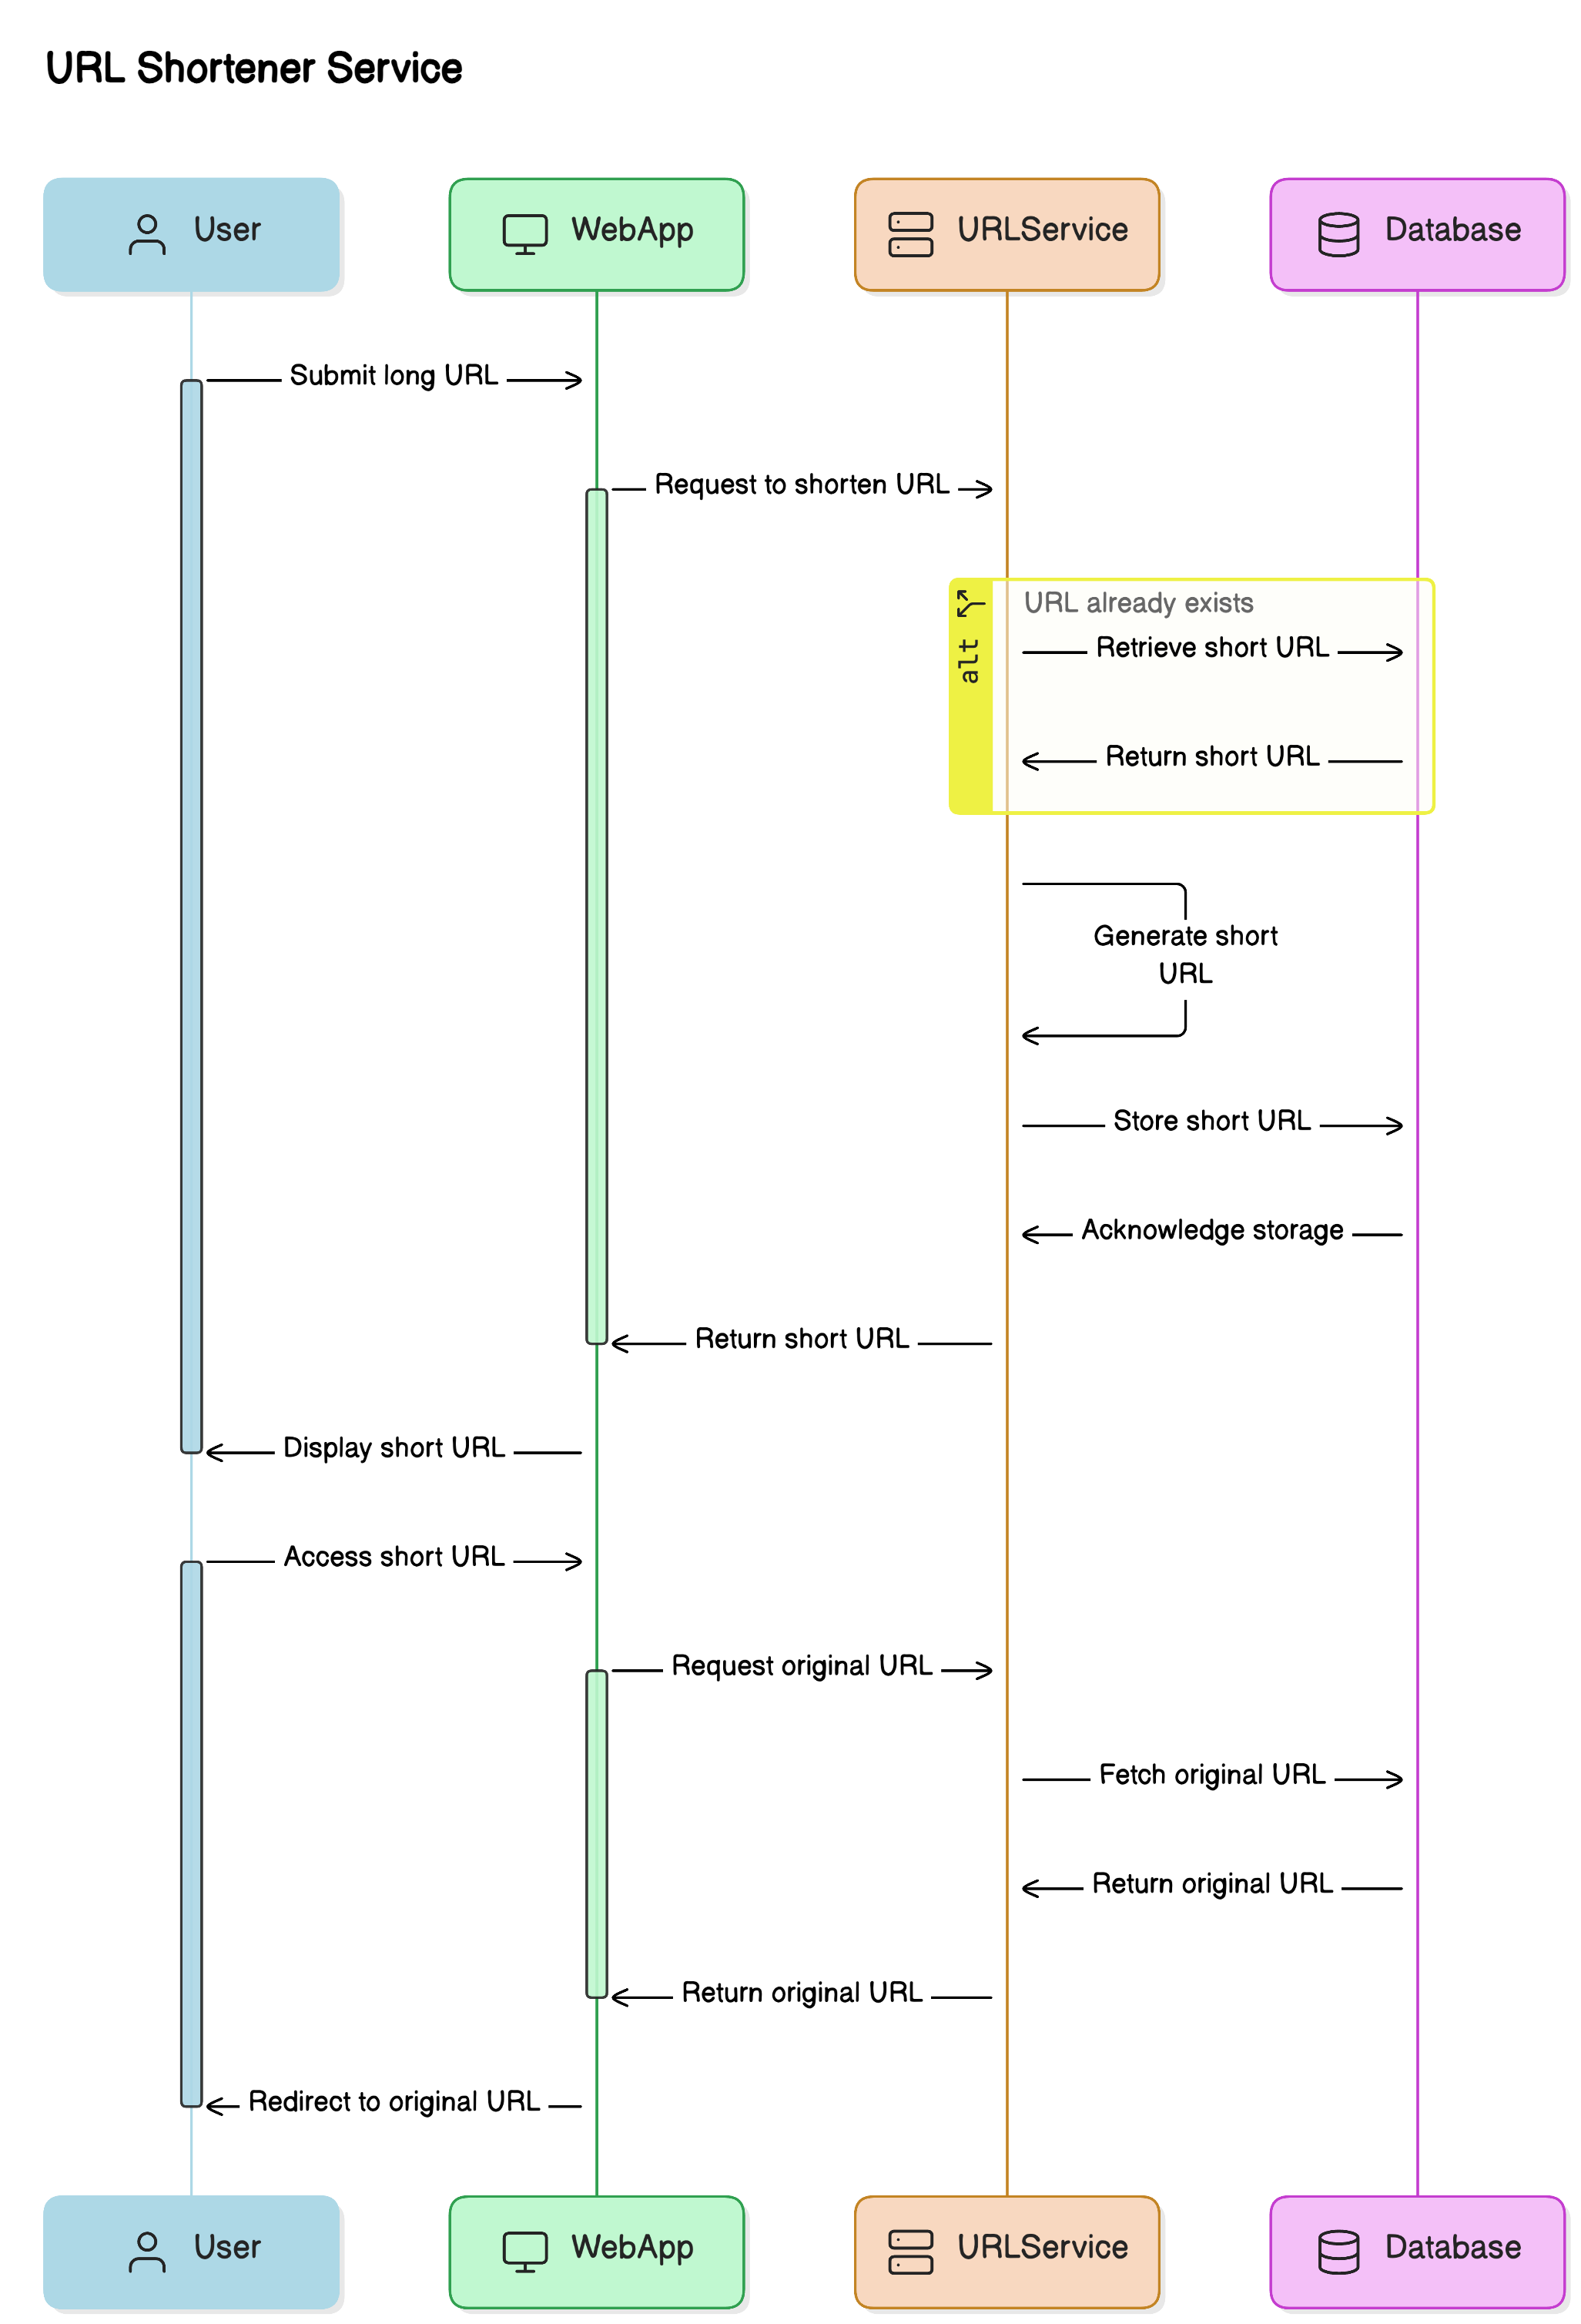 URL Shortener Service
User
WebApp
URLService
Database
Submit long URL
Request to shorten URL
URL already exists
alt
Retrieve short URL
Return short URL
Generate short
URL
Store short URL
Acknowledge storage
Return short URL
Display short URL
Access short URL
Request original URL
Fetch original URL
Return original URL
Return original URL
Redirect to original URL
User
WebApp
URLService
Database